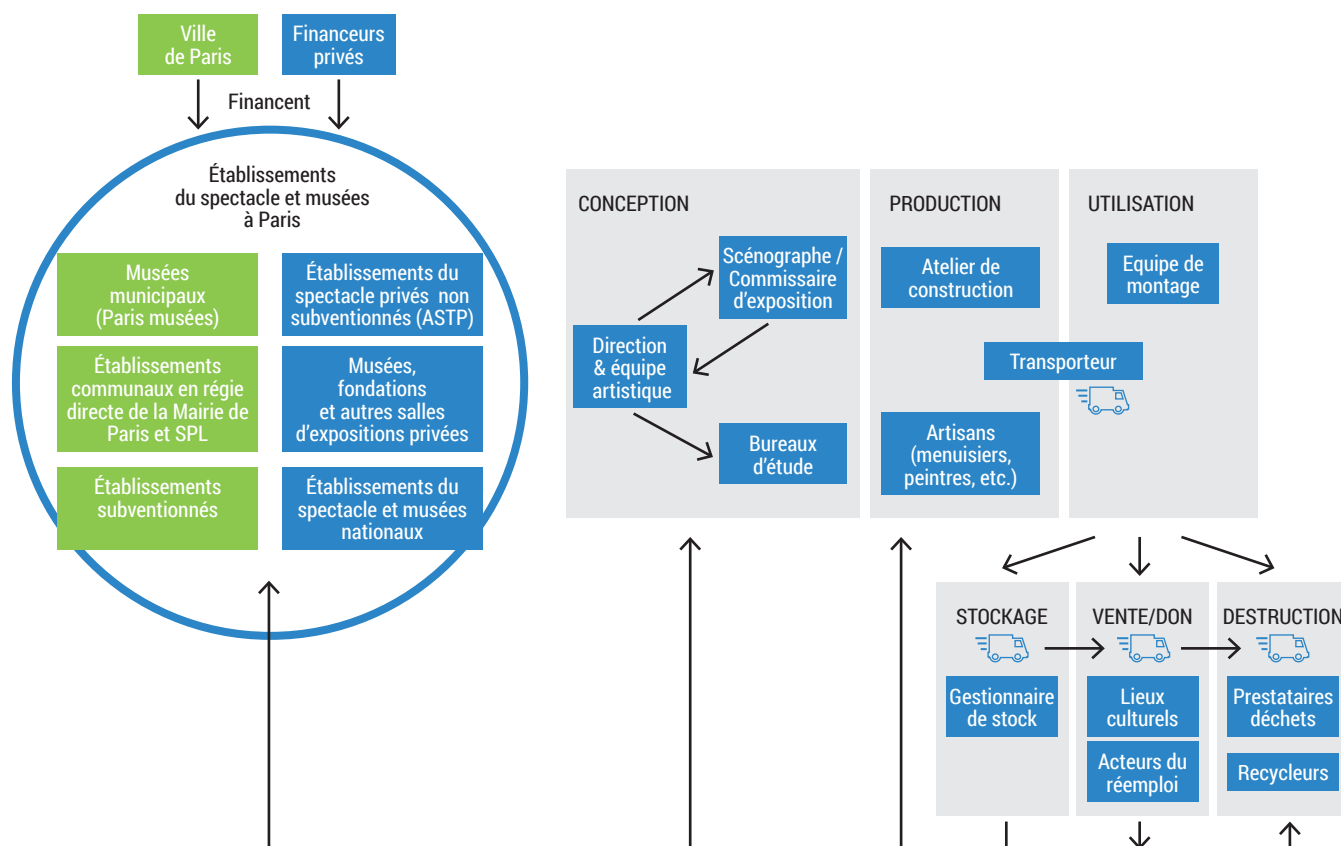 Ville
de Paris
Financeurs
privés
Financent
Établissements
du spectacle et musées
à Paris
Musées
municipaux
(Paris musées)
Établissements du
spectacle privés non
subventionnés (ASTP)
Établissements
communaux en régie
directe de la Mairie de
Paris et SPL
Musées,
fondations
et autres salles
d'expositions privées
Établissements
subventionnés
Établissements du
spectacle et musées
nationaux
CONCEPTION
Scénographe /
Commissaire
d'exposition
Direction
& équipe
artistique
Bureaux
d'étude
PRODUCTION
Atelier de
construction
Transporteur
Artisans
(menuisiers,
peintres, etc.)
UTILISATION
Equipe de
montage
STOCKAGE
Gestionnaire
de stock
VENTE/DON
Lieux
culturels
Acteurs du
réemploi
DESTRUCTION
Prestataires
déchets
Recycleurs